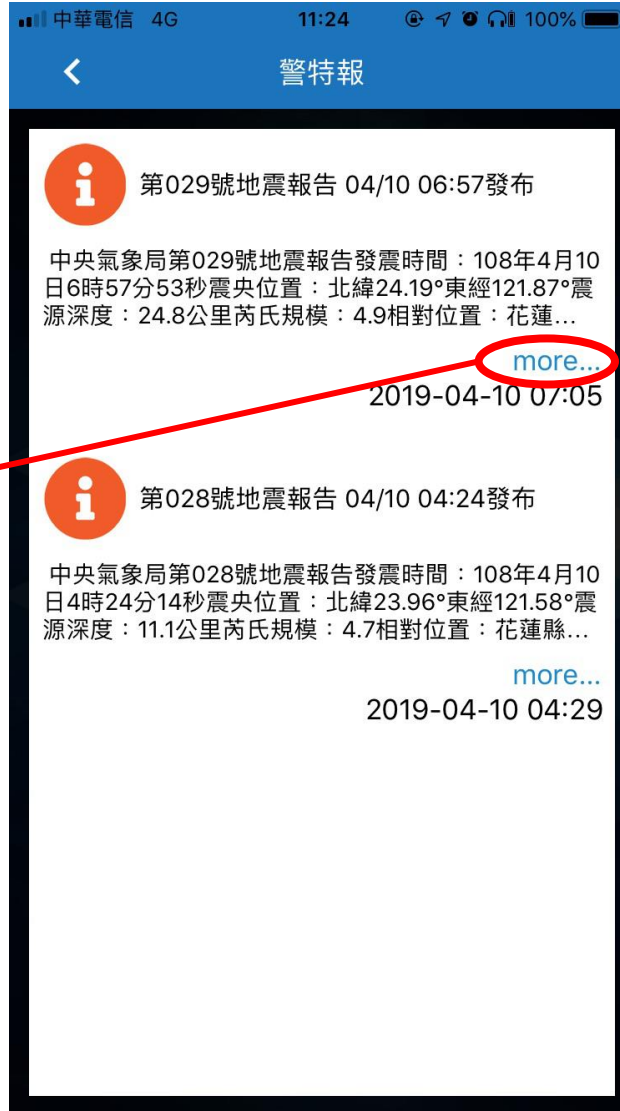 中華電信 4G 11:24 100%
警特報
第029號地震報告 04/10 06:57發布
中央氣象局第029號地震報告發震時間：108年4月10
日6時57分53秒震央位置：北緯24.19°東經121.87°震
源深度：24.8公里芮氏規模：4.9相對位置：花蓮...
more...
2019-04-10 07:05
第028號地震報告 04/10 04:24發布
中央氣象局第028號地震報告發震時間：108年4月10
日4時24分14秒震央位置：北緯23.96°東經121.58°震
源深度：11.1公里芮氏規模：4.7相對位置：花蓮縣...
more...
2019-04-10 04:29